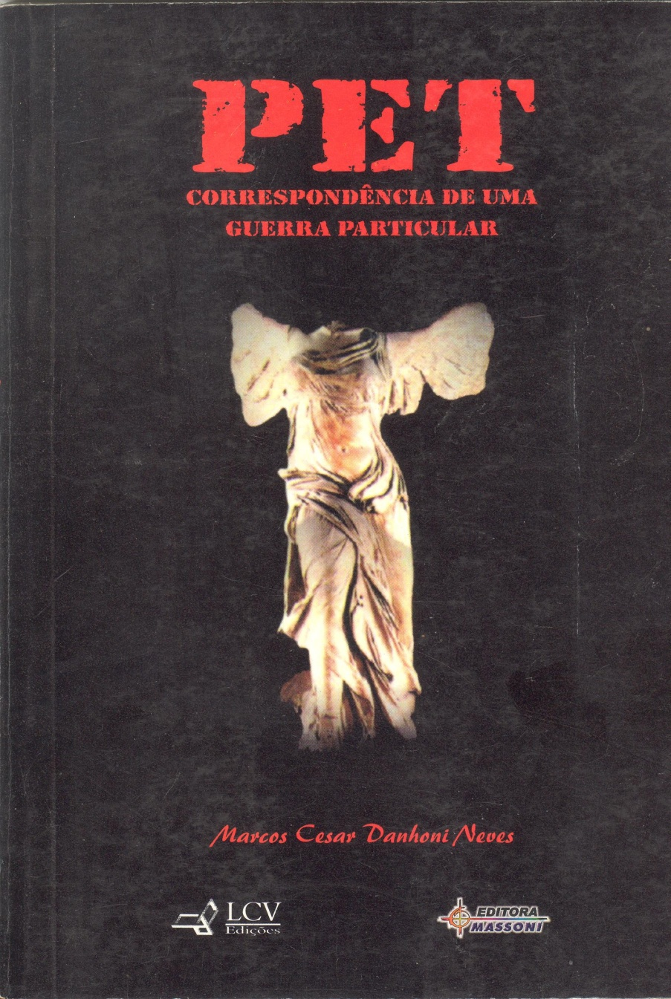 PET
CORRESPONDÊNCIA DE UMA
GUERRA PARTICULAR
Marcos Cesar Danhoni Neves
LCV
Edições
EDITORA
MASSONI